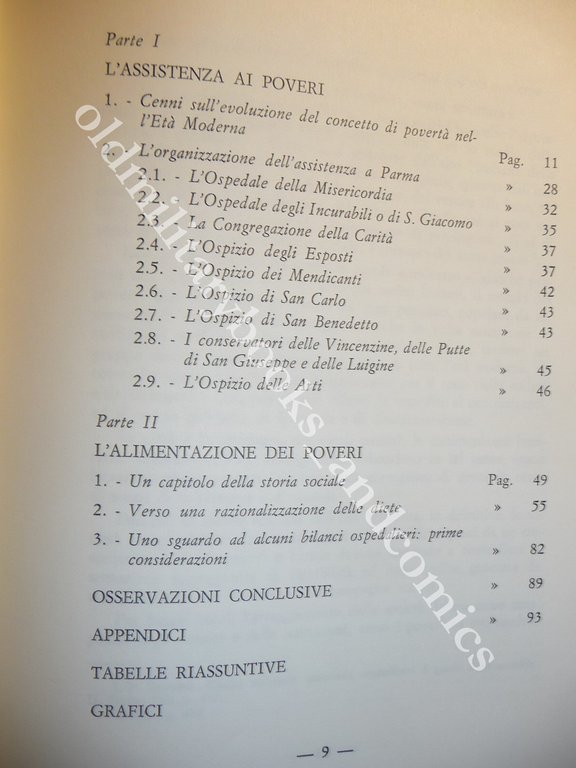 Parte I
L'ASSISTENZA AI POVERI
1. - Cenni sull'evoluzione del concetto di povertà nel-
l'Età Moderna Pag. 11
2. - L'organizzazione dell'assistenza a Parma » 28
2.1. - L'Ospedale della Misericordia » 32
2.2. - L'Ospedale degli Incurabili o di S. Giacomo » 35
2.3. - La Congregazione della Carità » 37
2.4. - L'Ospizio degli Esposti » 37
2.5. - L'Ospizio dei Mendicanti » 42
2.6. - L'Ospizio di San Carlo » 43
2.7. - L'Ospizio di San Benedetto » 43
2.8. - I conservatori delle Vincenzine, delle Putte
di San Giuseppe e delle Luigine » 45
2.9. - L'Ospizio delle Arti » 46
Parte II
L'ALIMENTAZIONE DEI POVERI
1. - Un capitolo della storia sociale Pag. 49
2. - Verso una razionalizzazione delle diete » 55
3. - Uno sguardo ad alcuni bilanci ospedalieri: prime
considerazioni » 82
OSSERVAZIONI CONCLUSIVE » 89
APPENDICI » 93
TABELLE RIASSUNTIVE
GRAFICI
— 9 —
oldmilitarybooks_andcomics